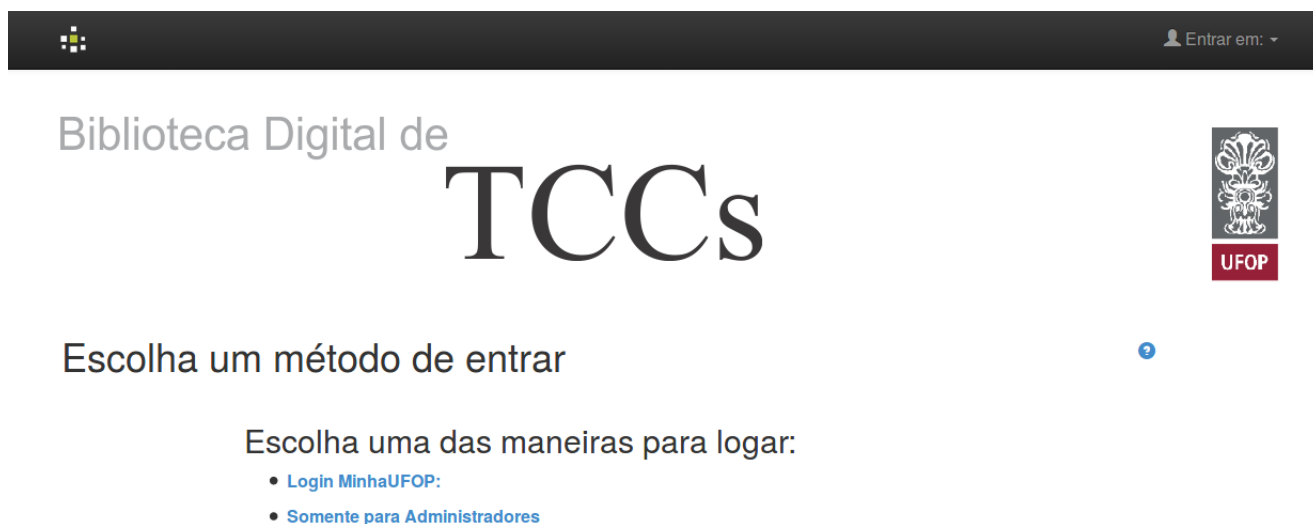 Entrar em:
Biblioteca Digital de
TCCs
UFOP
Escolha um método de entrar
?
Escolha uma das maneiras para logar:
Login MinhaUFOP:
Somente para Administradores